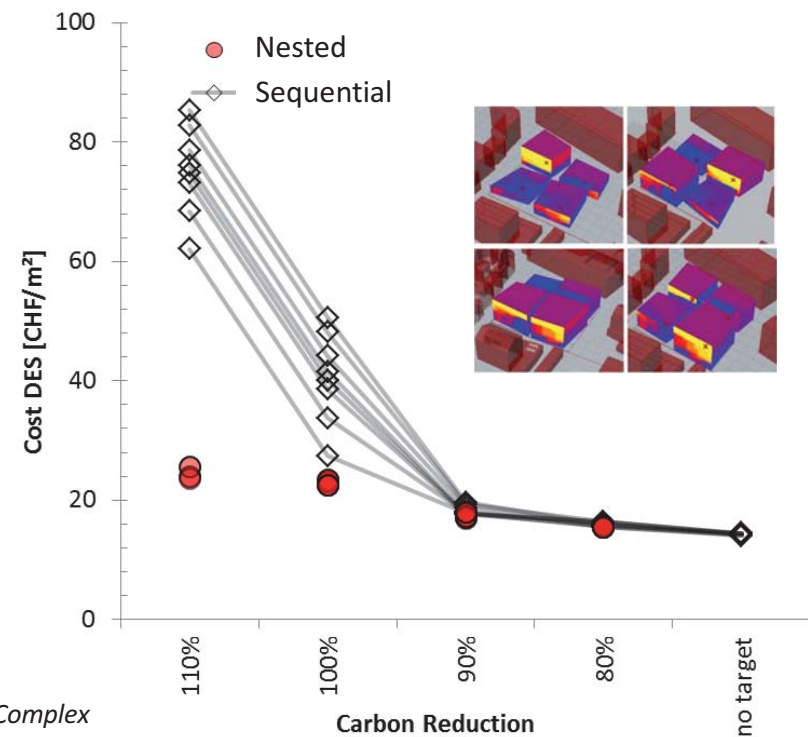 100
80
60
40
20
0
Cost DES [CHF/m²]
Nested
Sequential
110%
100%
90%
80%
no target
Carbon Reduction
Complex